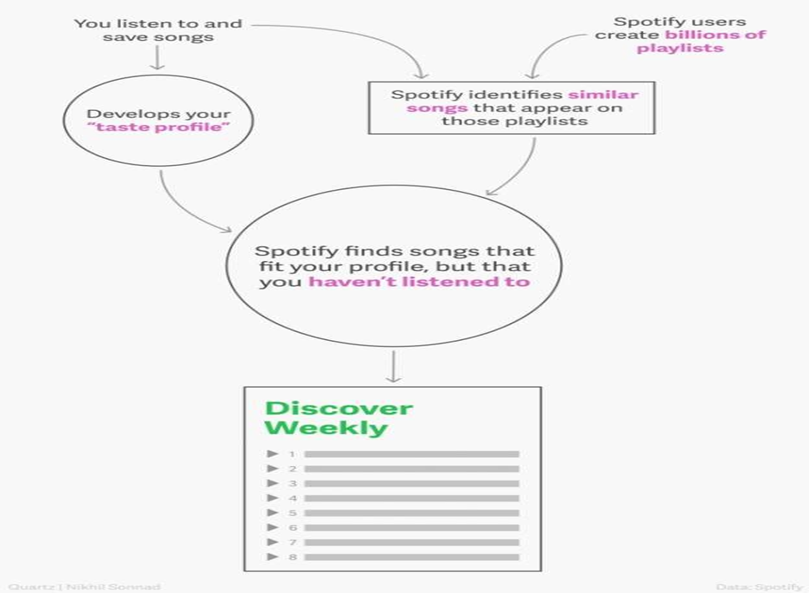 You listen to and
save songs
Spotify users
create billions of
playlists
Develops your
“taste profile”
Spotify identifies similar
songs that appear on
those playlists
Spotify finds songs that
fit your profile, but that
you haven’t listened to
Discover
Weekly
1
2
3
4
5
6
7
8
Quartz | Nikhil Sonnad
Data: Spotify